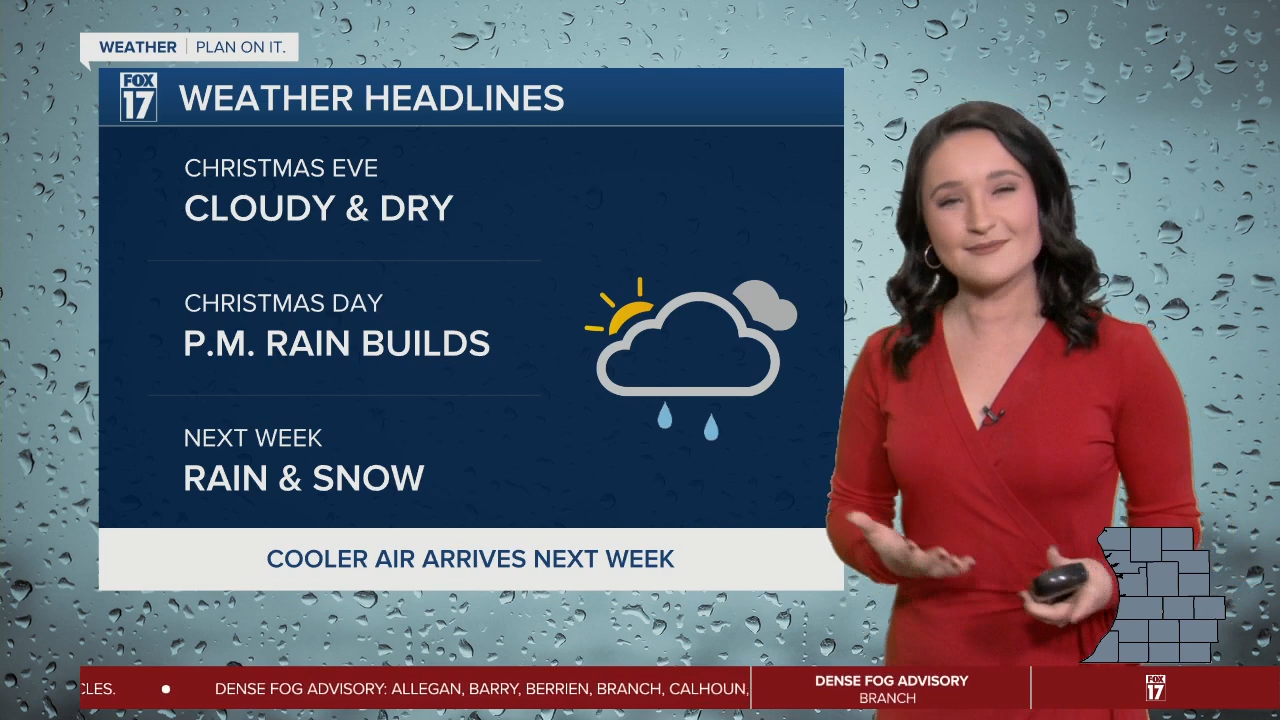 WEATHER | PLAN ON IT.
FOX 17
WEATHER HEADLINES
CHRISTMAS EVE
CLOUDY & DRY
CHRISTMAS DAY
P.M. RAIN BUILDS
NEXT WEEK
RAIN & SNOW
COOLER AIR ARRIVES NEXT WEEK
CLES. • DENSE FOG ADVISORY: ALLEGAN, BARRY, BERRIEN, BRANCH, CALHOUN,
DENSE FOG ADVISORY
BRANCH
FOX 17